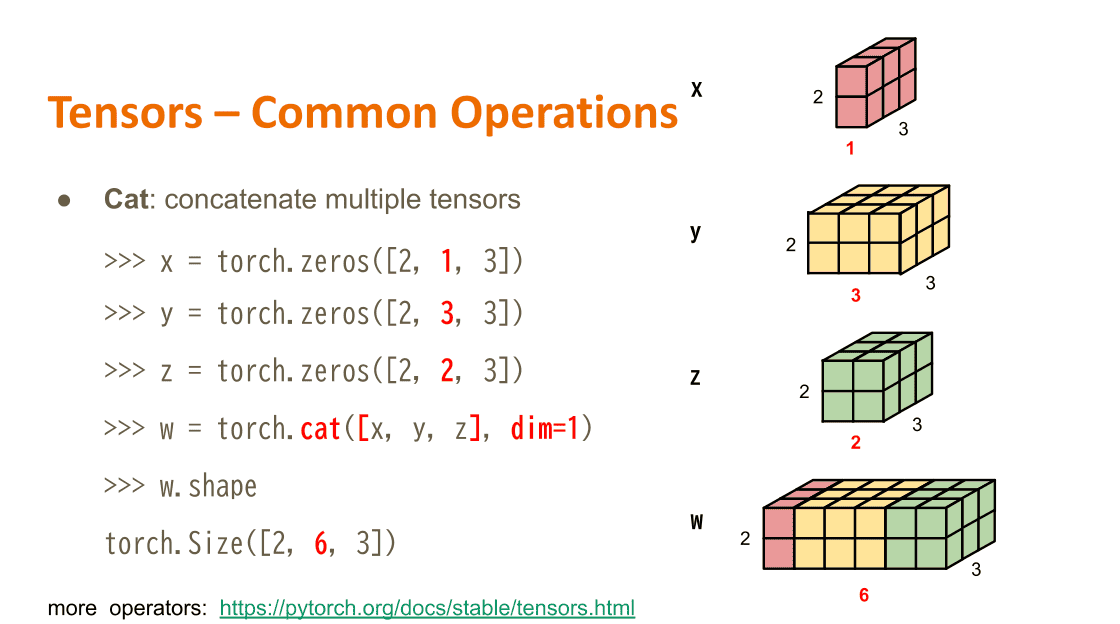 Tensors – Common Operations
● Cat: concatenate multiple tensors
>>> x = torch.zeros([2, 1, 3])
>>> y = torch.zeros([2, 3, 3])
>>> z = torch.zeros([2, 2, 3])
>>> w = torch.cat([x, y, z], dim=1)
>>> w.shape
torch.Size([2, 6, 3])
more operators: https://pytorch.org/docs/stable/tensors.html
x
2
3
1
y
2
3
3
z
2
3
2
w
2
3
6